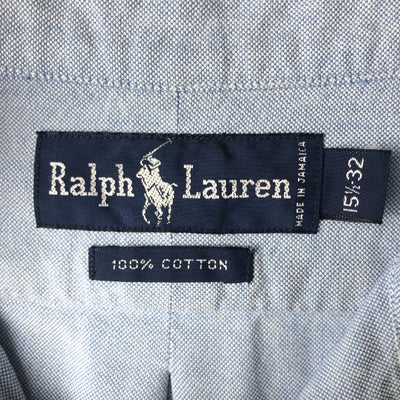 Ralph Lauren
MADE IN JAMAICA
15½-32
100% COTTON